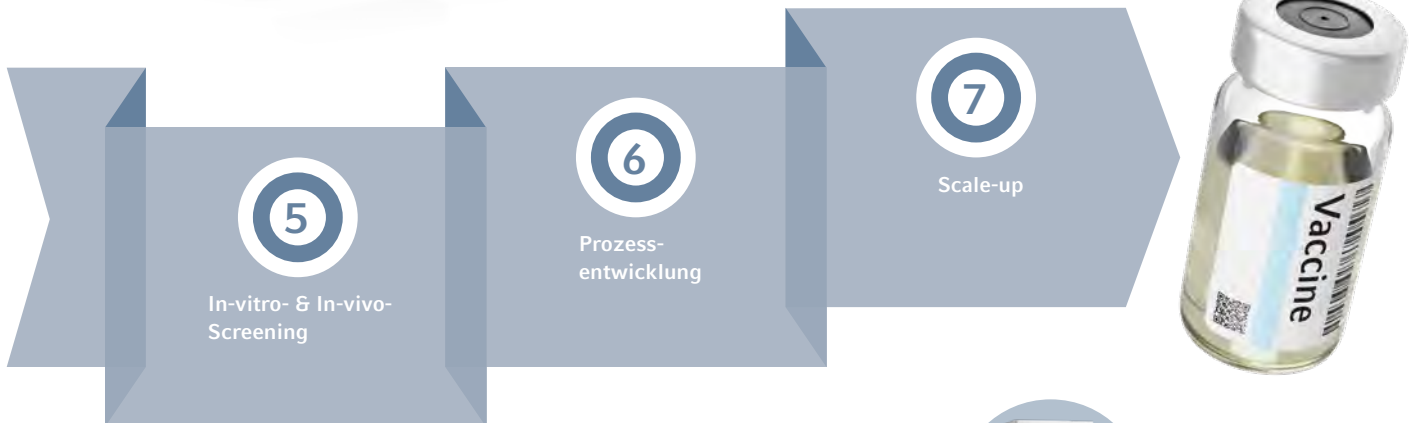 5
In-vitro- & In-vivo-
Screening
6
Prozess-
entwicklung
7
Scale-up
Vaccine